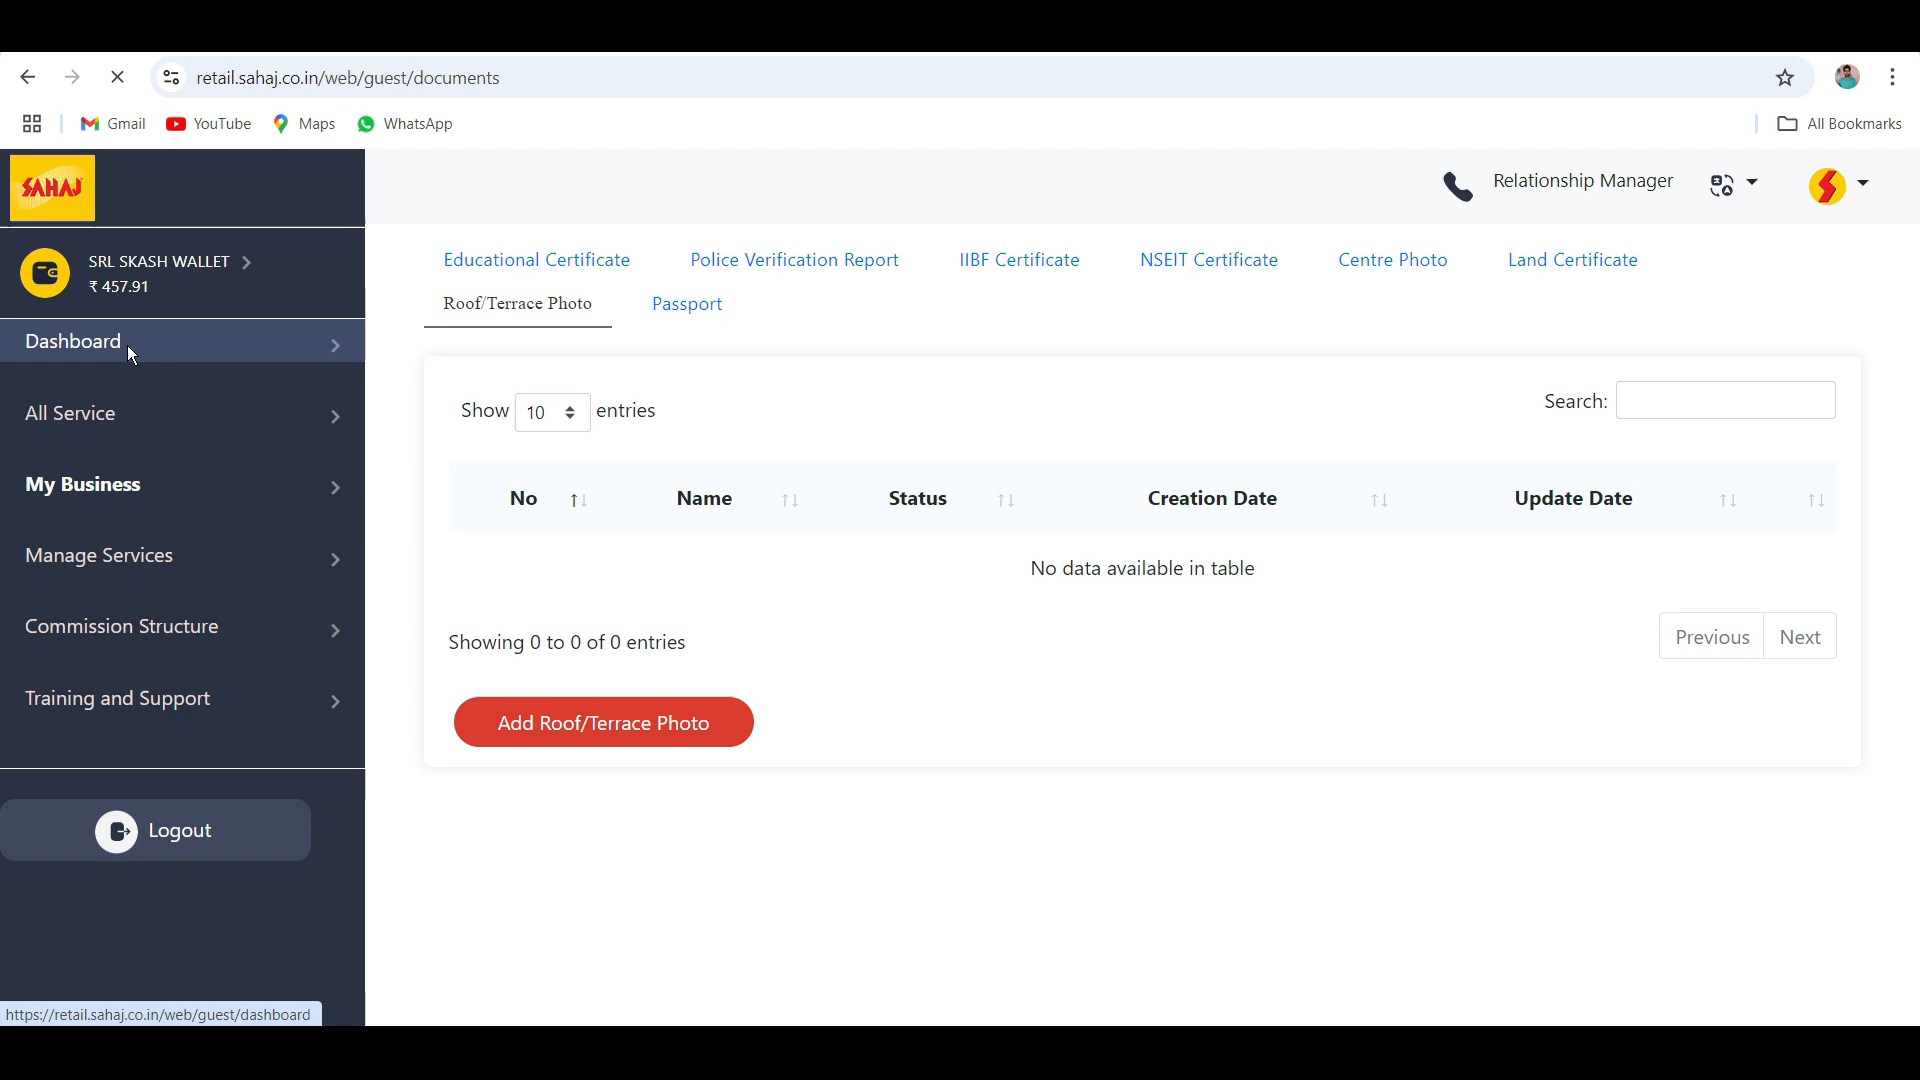 retail.sahaj.co.in/web/guest/documents
Gmail YouTube Maps WhatsApp All Bookmarks
SAHAJ
Relationship Manager
SRL SKASH WALLET
₹ 457.91
Dashboard
All Service
My Business
Manage Services
Commission Structure
Training and Support
Logout
Educational Certificate Police Verification Report IIBF Certificate NSEIT Certificate Centre Photo Land Certificate
Roof/Terrace Photo Passport
Show 10 entries Search:
No Name Status Creation Date Update Date
No data available in table
Showing 0 to 0 of 0 entries Previous Next
Add Roof/Terrace Photo
https://retail.sahaj.co.in/web/guest/dashboard